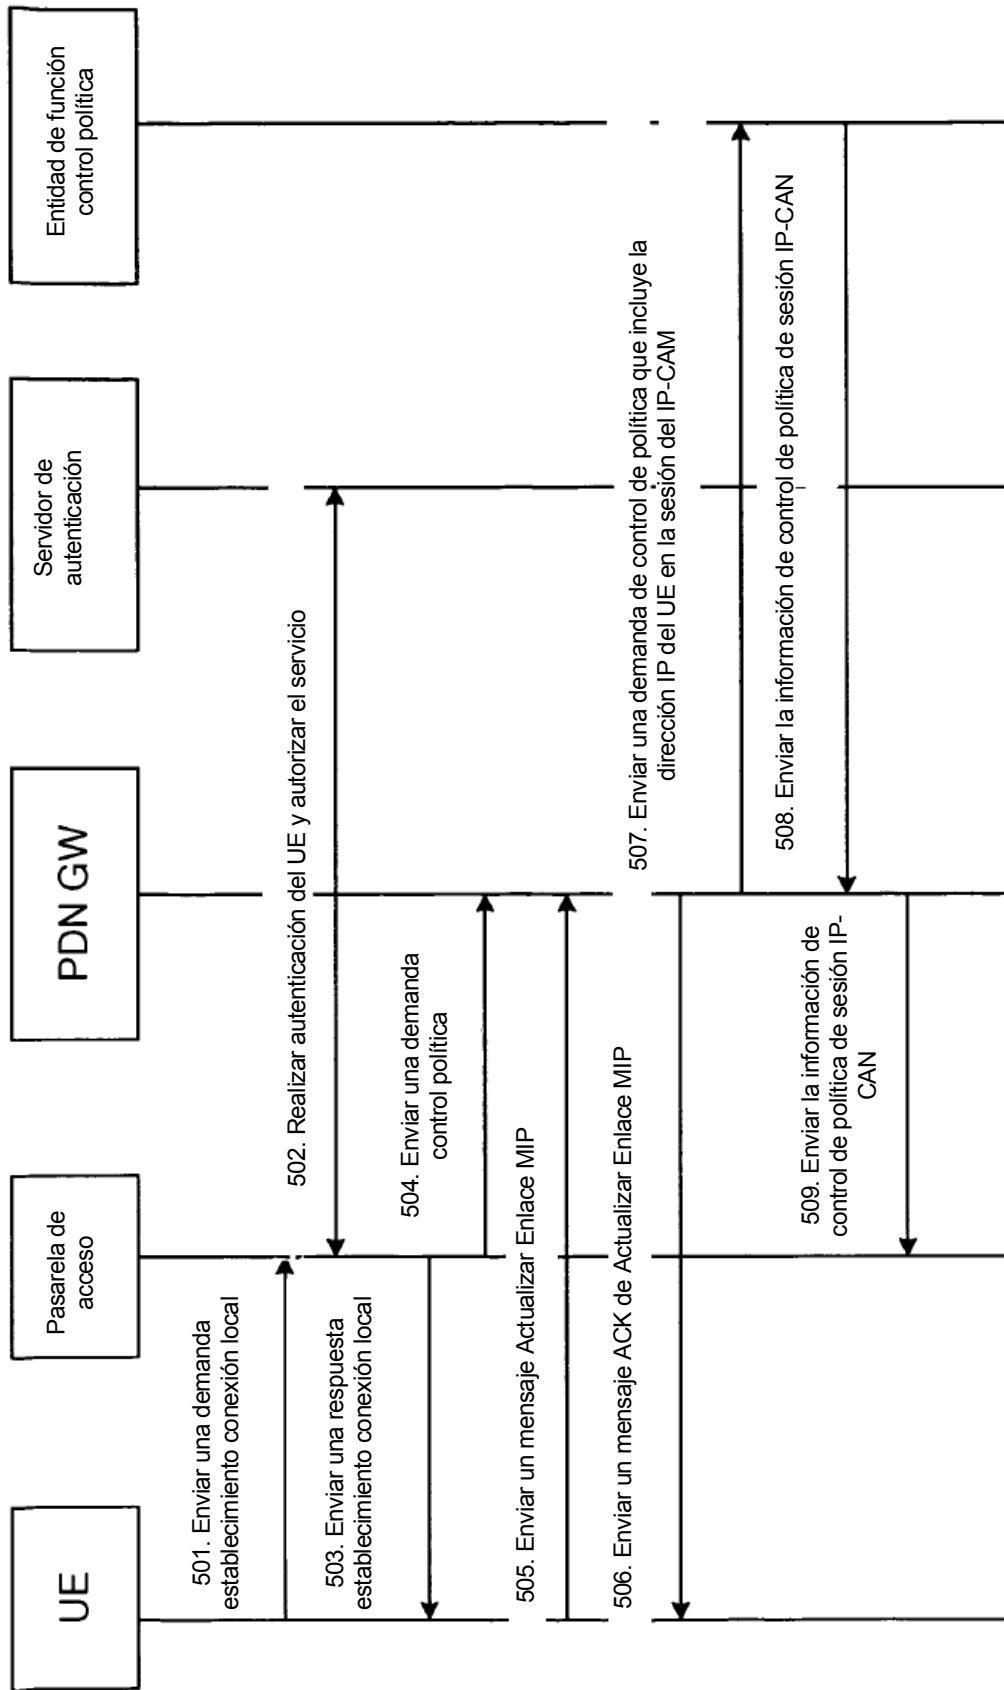 UE
Pasarela de
acceso
PDN GW
Servidor de
autenticación
Entidad de función
control política
501. Enviar una demanda
establecimiento conexión local
502. Realizar autenticación del UE y autorizar el servicio
503. Enviar una respuesta
establecimiento conexión local
504. Enviar una demanda
control política
505. Enviar un mensaje Actualizar Enlace MIP
506. Enviar un mensaje ACK de Actualizar Enlace MIP
507. Enviar una demanda de control de política que incluye la
dirección IP del UE en la sesión del IP-CAM
508. Enviar la información de control de política de sesión IP-CAN
509. Enviar la información de
control de política de sesión IP-
CAN